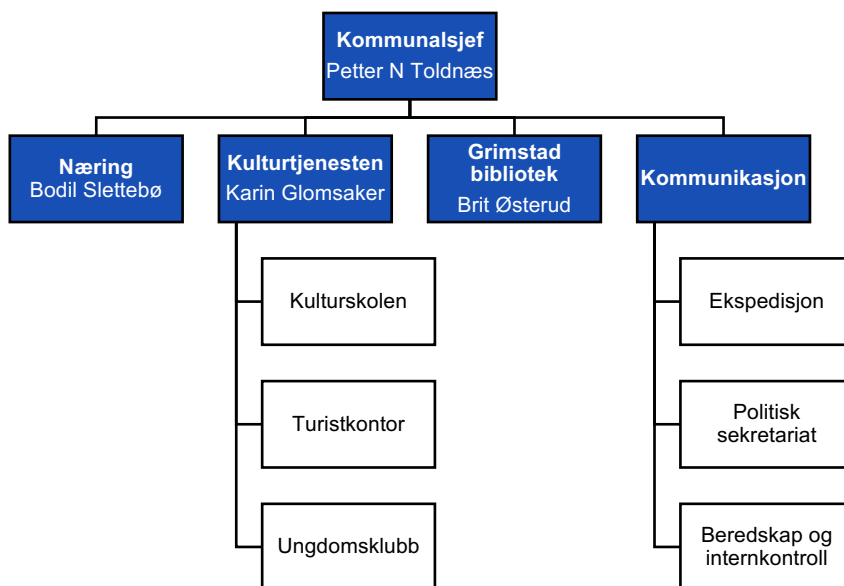 Kommunalsjef
Petter N Toldnæs
Næring
Bodil Slettebø
Kulturtjenesten
Karin Glomsaker
Grimstad
bibliotek
Brit Østerud
Kommunikasjon
Kulturskolen
Turistkontor
Ungdomsklubb
Ekspedisjon
Politisk
sekretariat
Beredskap og
internkontroll